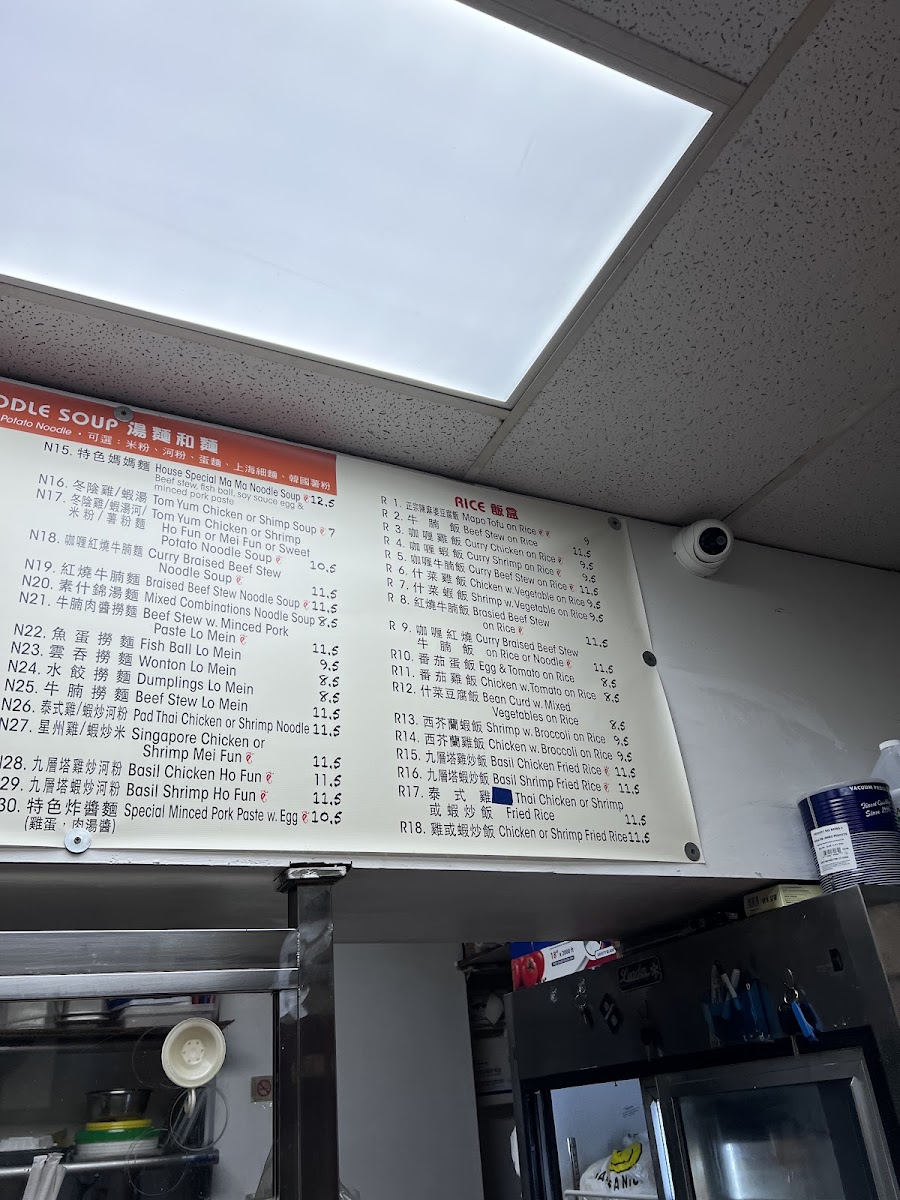 ODLE SOUP 湯麵和麵
Potato Noodle • 可選：米粉、河粉、蛋麵、上海細麵、韓國薯粉
N15. 特色媽媽麵 House Special Ma Ma Noodle Soup 12.5
Beef stew, fish ball, soy sauce egg &
minced pork paste
N16. 冬陰雞/蝦湯 Tom Yum Chicken or Shimp Soup 7
N17. 冬陰雞/蝦湯河/ Tom Yum Chicken or Shrimp
米粉/薯粉麵 Ho Fun or Mei Fun or Sweet
Potato Noodle Soup 10.5
N18. 咖喱紅燒牛腩麵 Curry Braised Beef Stew
Noodle Soup 11.5
N19. 紅燒牛腩麵 Braised Beef Stew Noodle Soup 11.5
N20. 素什錦湯麵 Mixed Combinations Noodle Soup 8.5
N21. 牛腩肉醬撈麵 Beef Stew w. Minced Pork
Paste Lo Mein 11.5
N22. 魚蛋撈麵 Fish Ball Lo Mein 9.5
N23. 雲吞撈麵 Wonton Lo Mein 8.5
N24. 水餃撈麵 Dumplings Lo Mein 8.5
N25. 牛腩撈麵 Beef Stew Lo Mein 11.5
N26. 泰式雞/蝦炒河粉 Pad Thai Chicken or Shrimp Noodle 11.5
N27. 星州雞/蝦炒米 Singapore Chicken or
Shrimp Mei Fun 11.5
N28. 九層塔雞炒河粉 Basil Chicken Ho Fun 11.5
29. 九層塔蝦炒河粉 Basil Shrimp Ho Fun 11.5
30. 特色炸醬麵 Special Minced Pork Paste w. Egg 10.5
(雞蛋，肉湯醬)
RICE 飯盒
R 1. 正宗陳麻婆豆腐飯 Mapo Tofu on Rice 9
R 2. 牛腩飯 Beef Stew on Rice 11.5
R 3. 咖喱雞飯 Curry Chicken on Rice 9.5
R 4. 咖喱蝦飯 Curry Shrimp on Rice 9.5
R 5. 咖喱牛腩飯 Curry Beef Stew on Rice 11.5
R 6. 什菜雞飯 Chicken w. Vegetable on Rice 9.5
R 7. 什菜蝦飯 Shrimp w. Vegetable on Rice 9.5
R 8. 紅燒牛腩飯 Brasied Beef Stew
on Rice 11.5
R 9. 咖喱紅燒 Curry Braised Beef Stew
牛腩飯 on Rice or Noodle 11.5
R10. 番茄蛋飯 Egg & Tomato on Rice 8.5
R11. 番茄雞飯 Chicken w. Tomato on Rice 8.5
R12. 什菜豆腐飯 Bean Curd w. Mixed
Vegetables on Rice 8.5
R13. 西芥蘭蝦飯 Shrimp w. Broccoli on Rice 9.5
R14. 西芥蘭雞飯 Chicken w. Broccoli on Rice 9.5
R15. 九層塔雞炒飯 Basil Chicken Fried Rice 11.5
R16. 九層塔蝦炒飯 Basil Shrimp Fried Rice 11.5
R17. 泰式雞 Thai Chicken or Shrimp
或蝦炒飯 Fried Rice 11.5
R18. 雞或蝦炒飯 Chicken or Shrimp Fried Rice 11.5
VACUUM
Since
18"